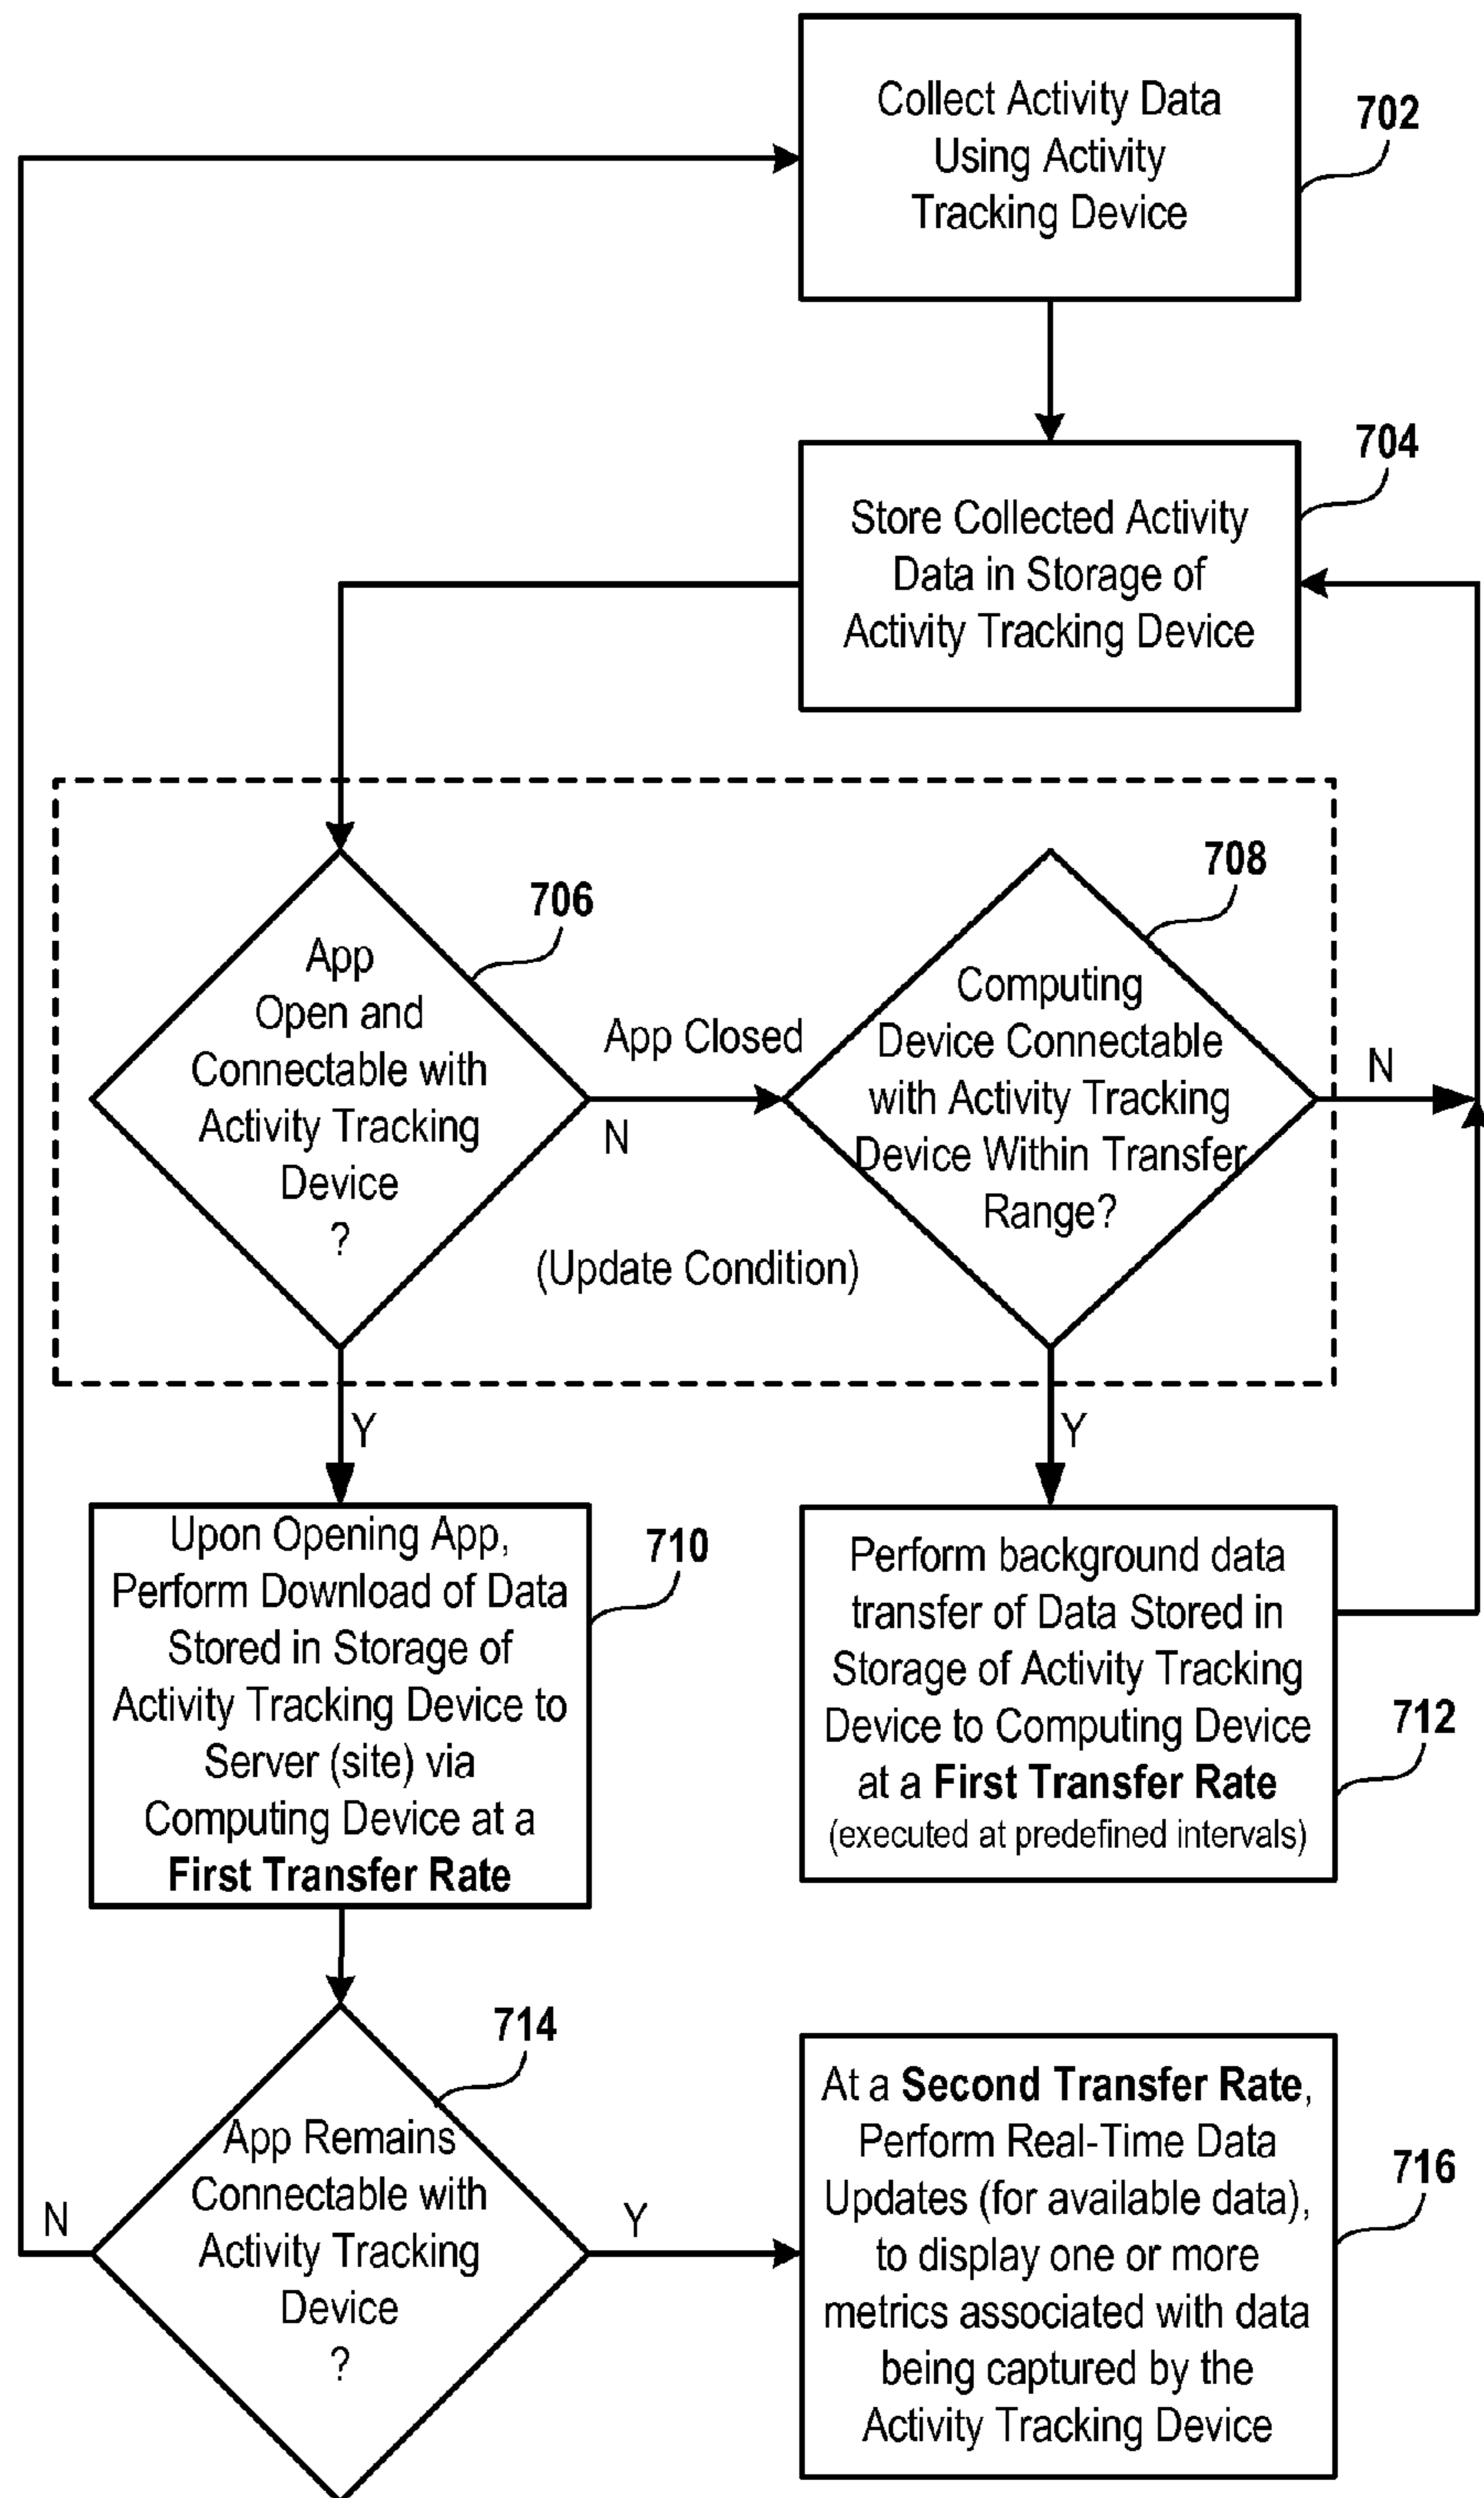 Collect Activity Data
Using Activity
Tracking Device
702
704
Store Collected Activity
Data in Storage of
Activity Tracking Device
706
App
Open and
Connectable with
Activity Tracking
Device
?
App Closed
N
(Update Condition)
708
Computing
Device Connectable
with Activity Tracking
Device Within Transfer
Range?
N
Y
Y
Upon Opening App,
Perform Download of Data
Stored in Storage of
Activity Tracking Device to
Server (site) via
Computing Device at a
First Transfer Rate
710
Perform background data
transfer of Data Stored in
Storage of Activity Tracking
Device to Computing Device
at a First Transfer Rate
(executed at predefined intervals)
712
714
App Remains
Connectable with
Activity Tracking
Device
?
N
Y
At a Second Transfer Rate,
Perform Real-Time Data
Updates (for available data),
to display one or more
metrics associated with data
being captured by the
Activity Tracking Device
716